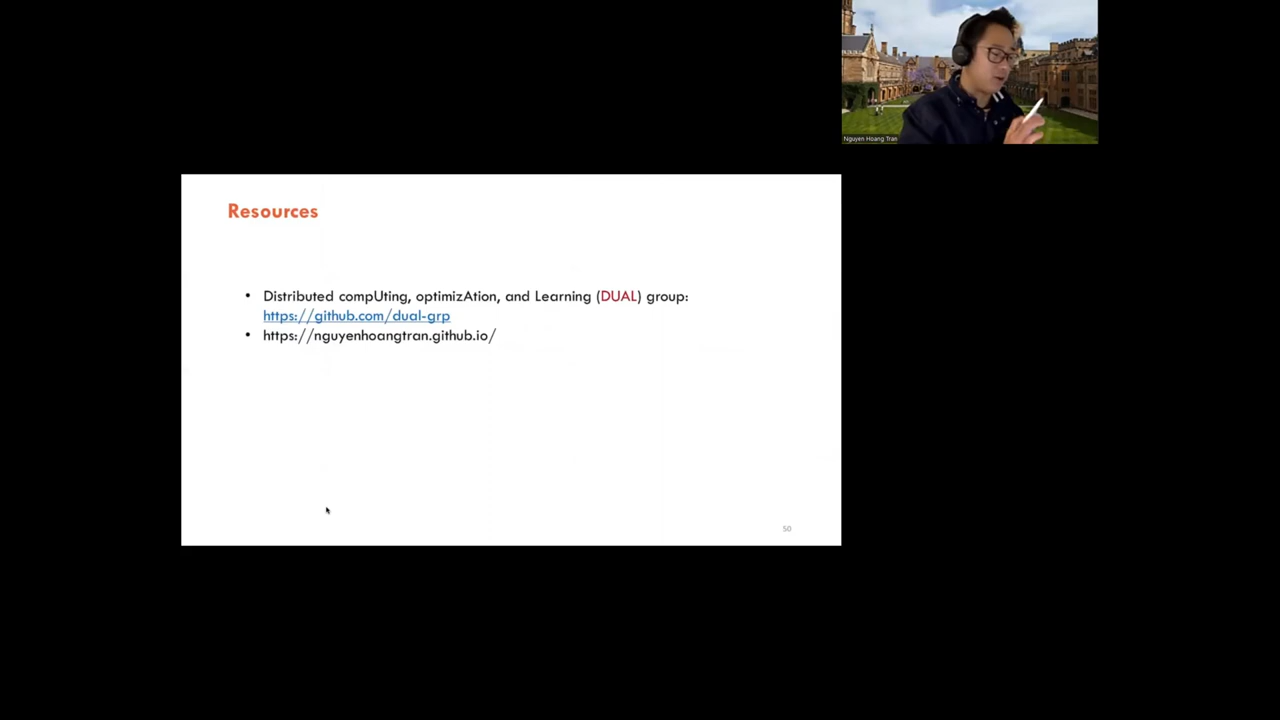 Nguyen Hoang Tran
Resources
• Distributed compUting, optimizAtion, and Learning (DUAL) group:
https://github.com/dual-grp
• https://nguyenhoangtran.github.io/
50